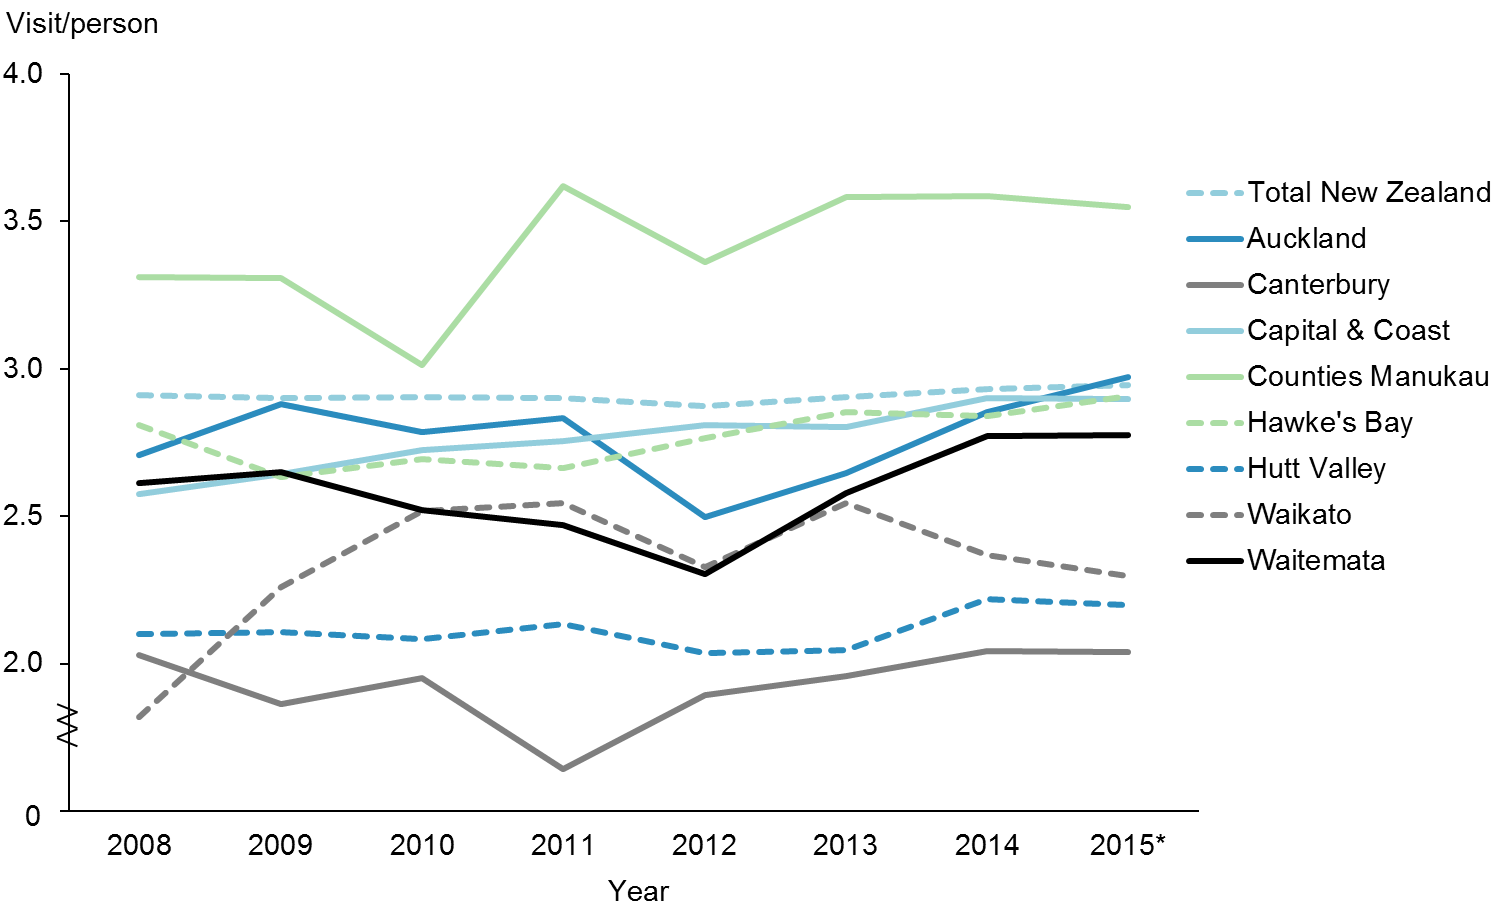 Visit/person
4.0
3.5
3.0
2.5
2.0
0
2008 2009 2010 2011 2012 2013 2014 2015*
Year
Total New Zealand
Auckland
Canterbury
Capital & Coast
Counties Manukau
Hawke's Bay
Hutt Valley
Waikato
Waitemata